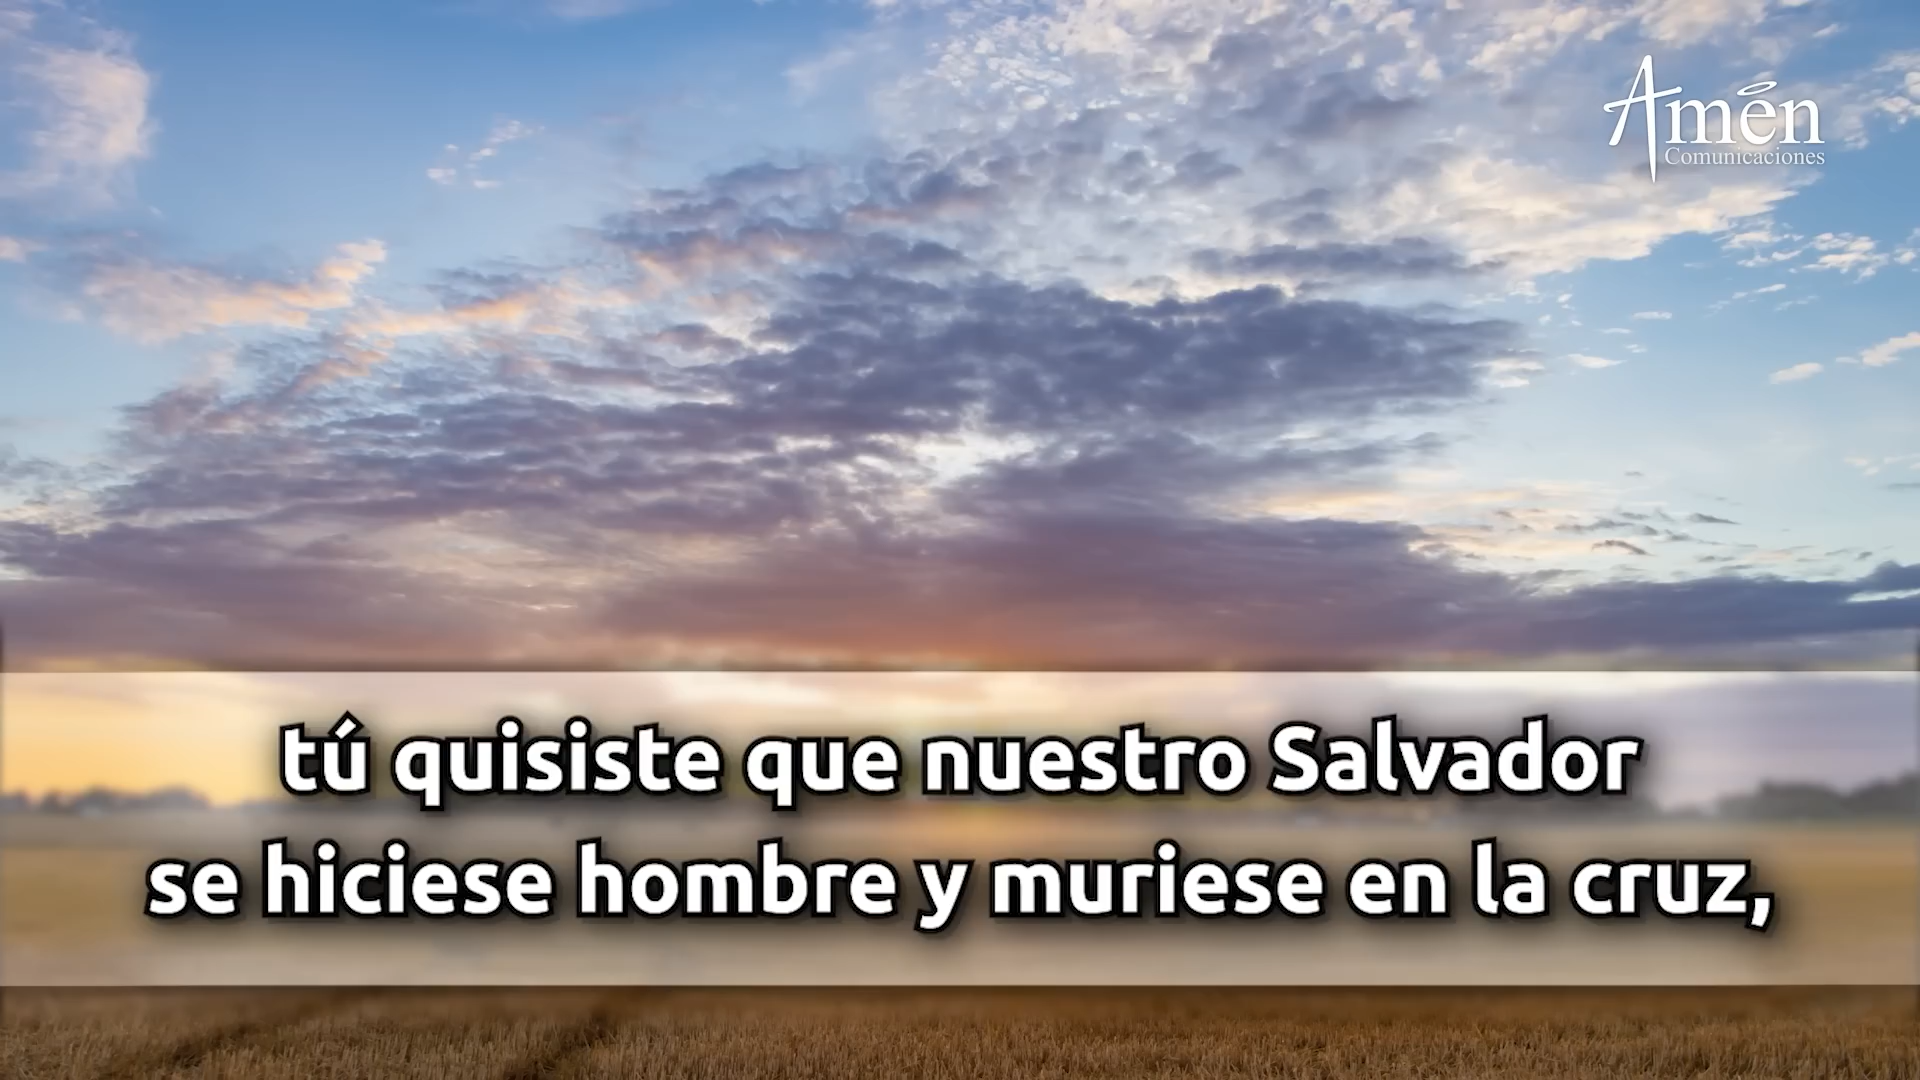 Amén
Comunicaciones
tú quisiste que nuestro Salvador
se hiciese hombre y muriese en la cruz,